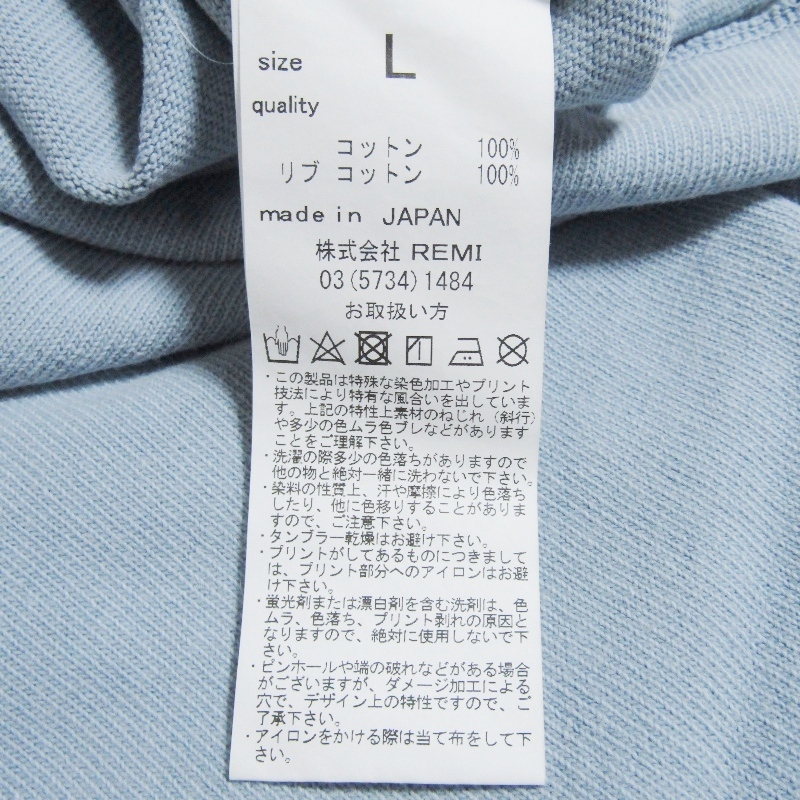 size L
quality
コットン 100%
リブ コットン 100%
made in JAPAN
株式会社 REMI
03(5734)1484
お取扱い方
・この製品は特殊な染色加工やプリント
技法により特有な風合いを出していま
す。上記の特性上素材のねじれ（斜行）
や多少の色ムラ色ブレなどがあります
ことをご理解下さい。
・洗濯の際多少の色落ちがありますので
他の物と絶対一緒に洗わないで下さい。
・染料の性質上、汗や摩擦により色落ち
したり、他に色移りすることがありま
すので、ご注意下さい。
・タンブラー乾燥はお避け下さい。
・プリントがしてあるものにつきまして
は、プリント部分へのアイロンはお避
け下さい。
・蛍光剤または漂白剤を含む洗剤は、色
ムラ、色落ち、プリント剥れの原因と
なりますので、絶対に使用しないで下
さい。
・ピンホールや端の破れなどがある場合
がございますが、ダメージ加工による
穴で、デザイン上の特性ですので、ご
了承下さい。
・アイロンをかける際は当て布をして下
さい。